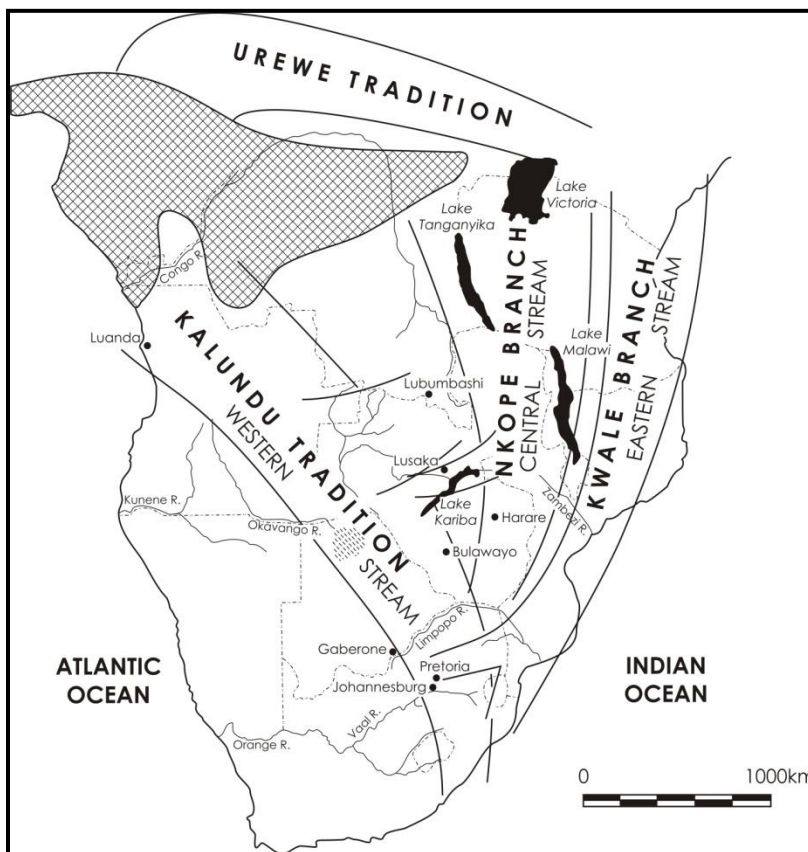 UREWE TRADITION
Lake
Victoria
Lake
Tanganyika
Congo R.
NKOPE BRANCH
CENTRAL STREAM
KWALE BRANCH
EASTERN STREAM
Luanda
KALUNDU TRADITION
WESTERN STREAM
Lake
Malawi
Lubumbashi
Lusaka
Lake
Kariba
Zambezi R.
Kunene R.
Okavango R.
Harare
Bulawayo
Limpopo R.
Gaberone
Pretoria
Johannesburg
ATLANTIC
OCEAN
INDIAN
OCEAN
Vaal R.
Orange R.
0 1000km